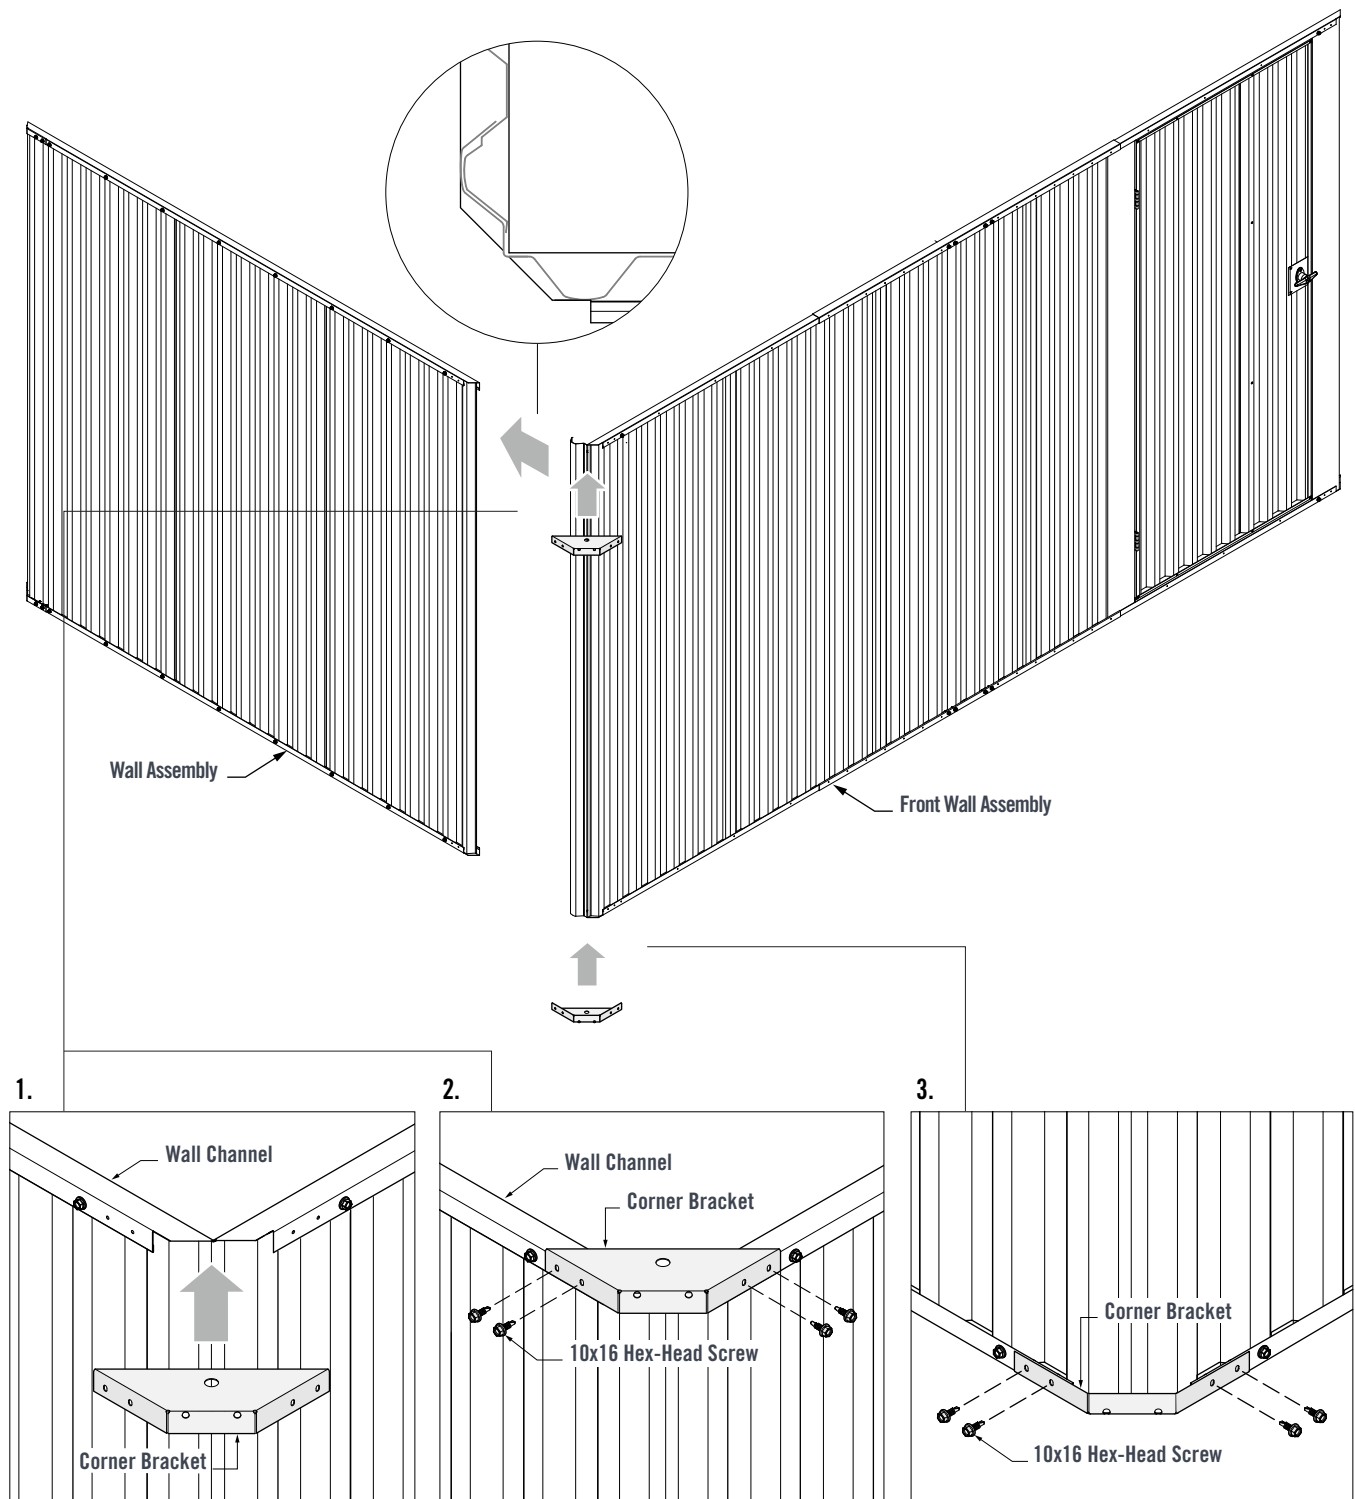 Wall Assembly
Front Wall Assembly
1.
Wall Channel
Corner Bracket
2.
Wall Channel
Corner Bracket
10x16 Hex-Head Screw
3.
Corner Bracket
10x16 Hex-Head Screw